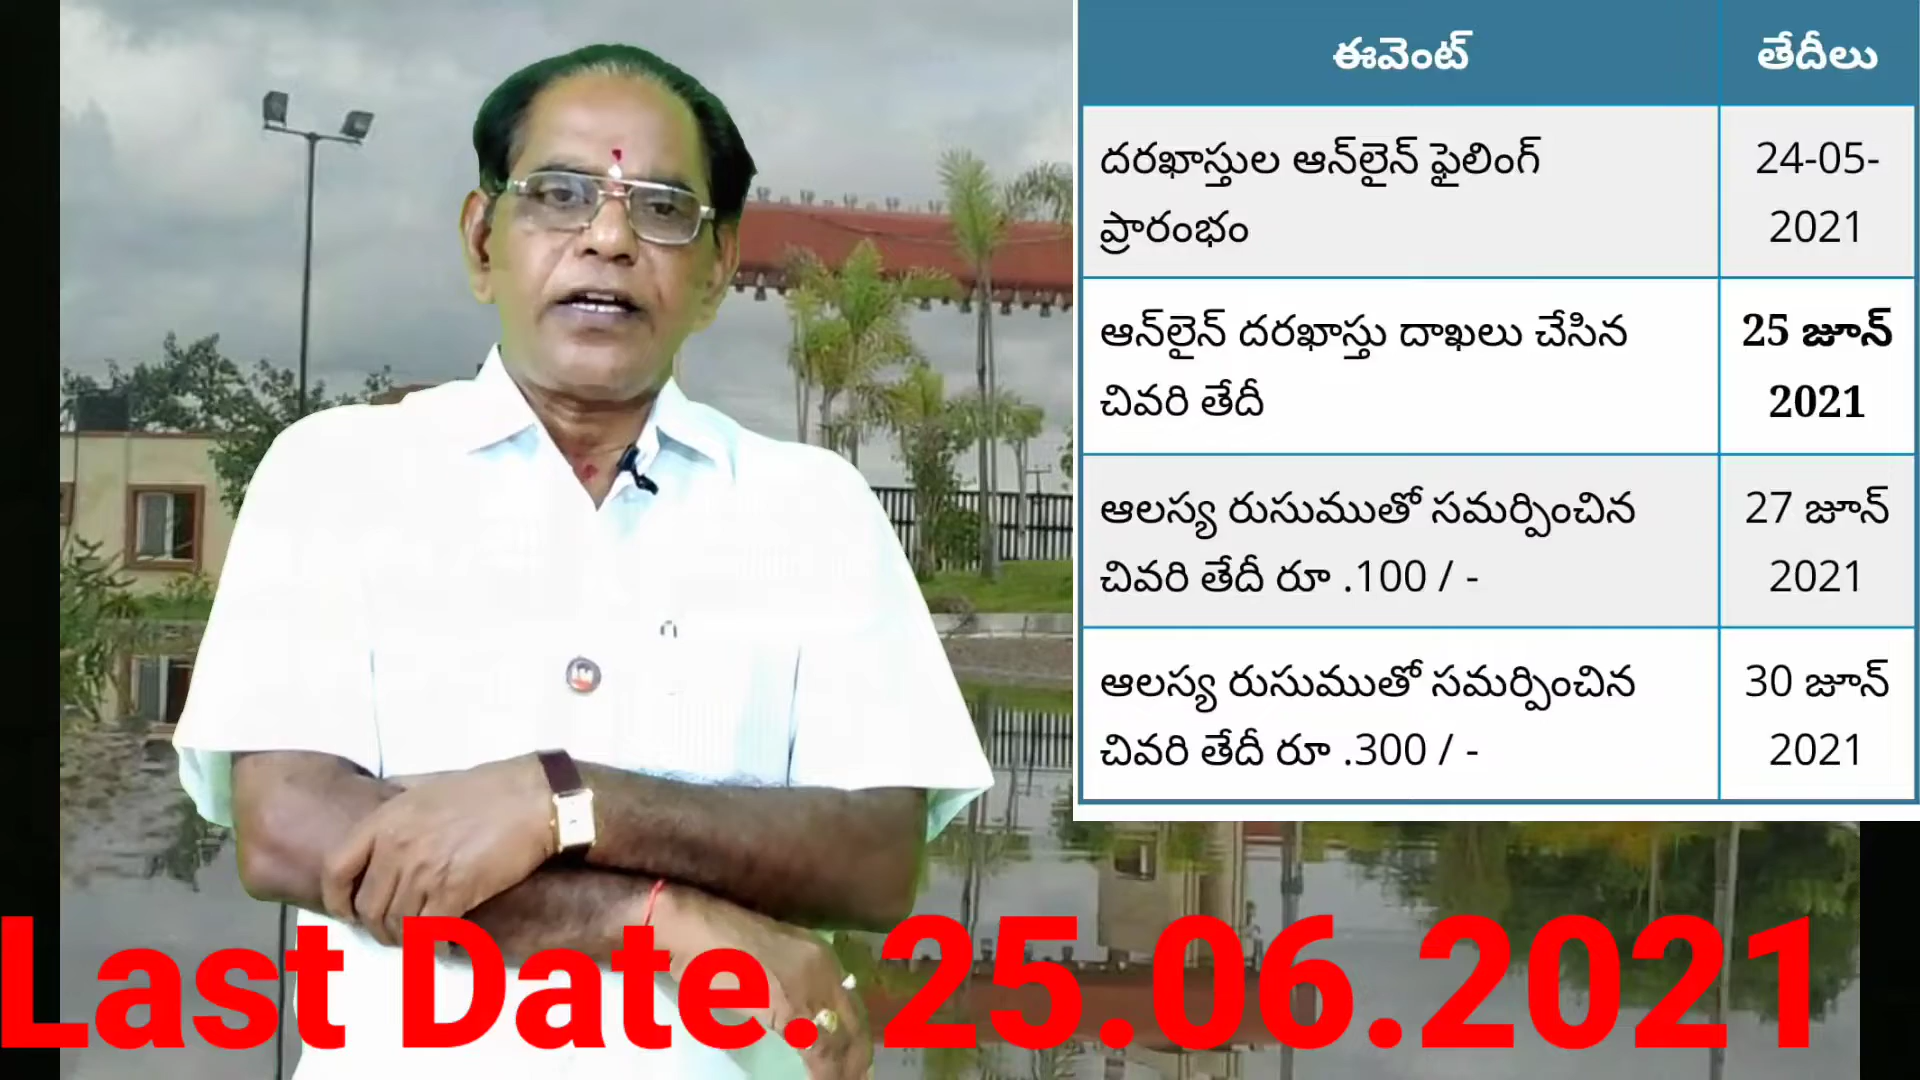 ఈవెంట్ తేదీలు
దరఖాస్తుల ఆన్‌లైన్ ఫైలింగ్ 24-05-
ప్రారంభం 2021
ఆన్‌లైన్ దరఖాస్తు దాఖలు చేసిన 25 జూన్
చివరి తేదీ 2021
ఆలస్య రుసుముతో సమర్పించిన 27 జూన్
చివరి తేదీ రూ .100 / - 2021
ఆలస్య రుసుముతో సమర్పించిన 30 జూన్
చివరి తేదీ రూ .300 / - 2021
Last Date. 25.06.2021